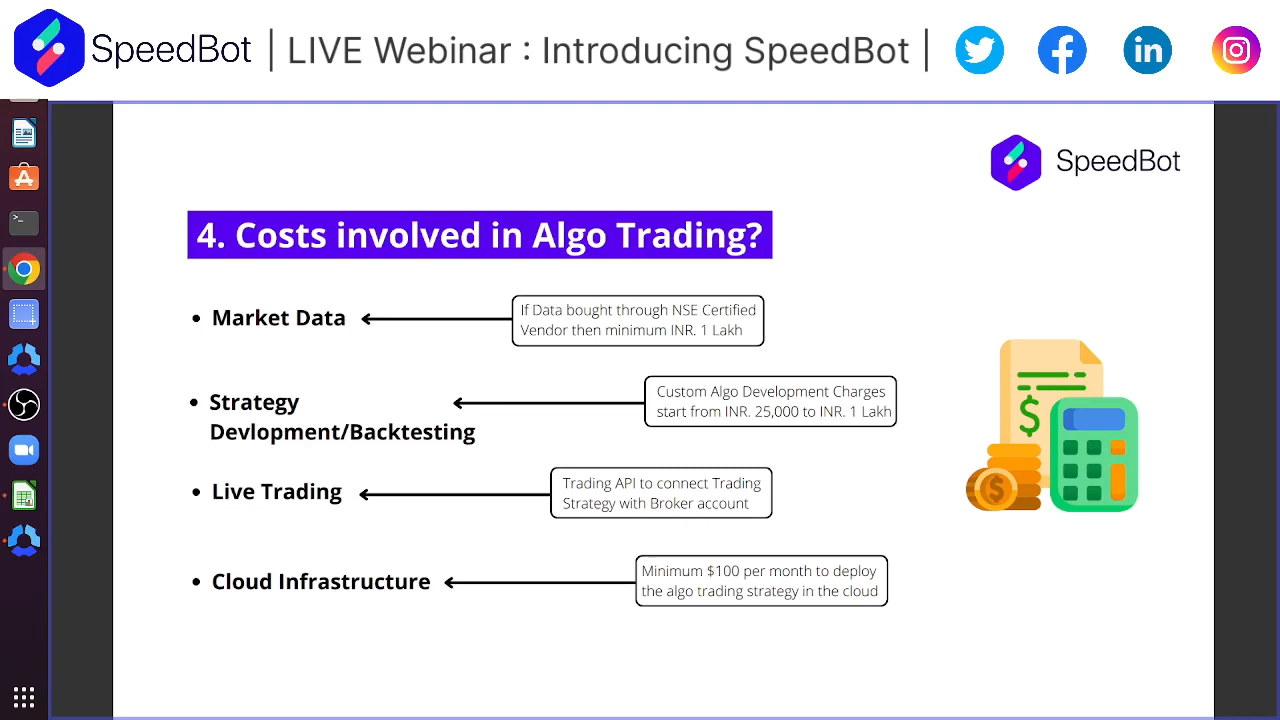 SpeedBot | LIVE Webinar : Introducing SpeedBot |
SpeedBot
4. Costs involved in Algo Trading?
• Market Data
If Data bought through NSE Certified
Vendor then minimum INR. 1 Lakh
• Strategy
Devlopment/Backtesting
Custom Algo Development Charges
start from INR. 25,000 to INR. 1 Lakh
• Live Trading
Trading API to connect Trading
Strategy with Broker account
• Cloud Infrastructure
Minimum $100 per month to deploy
the algo trading strategy in the cloud